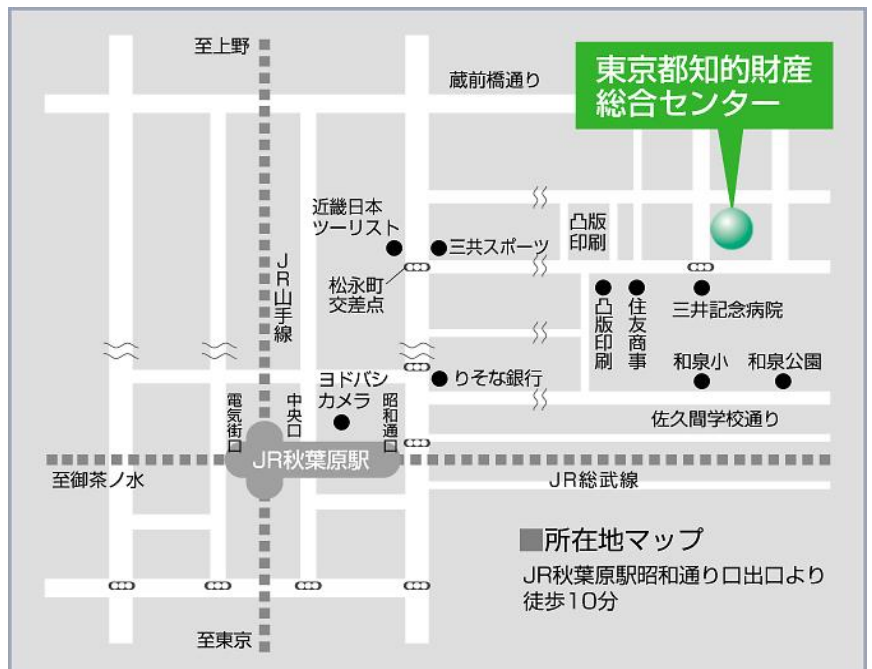 至上野
蔵前橋通り
東京都知的財産
総合センター
近畿日本
ツーリスト
三共スポーツ
凸版
印刷
JR山手線
松永町
交差点
凸版印刷
住友商事
三井記念病院
ヨドバシ
カメラ
りそな銀行
和泉小
和泉公園
電気街口
中央口
昭和通口
佐久間学校通り
JR秋葉原駅
至御茶ノ水
JR総武線
■所在地マップ
JR秋葉原駅昭和通り口出口より
徒歩10分
至東京